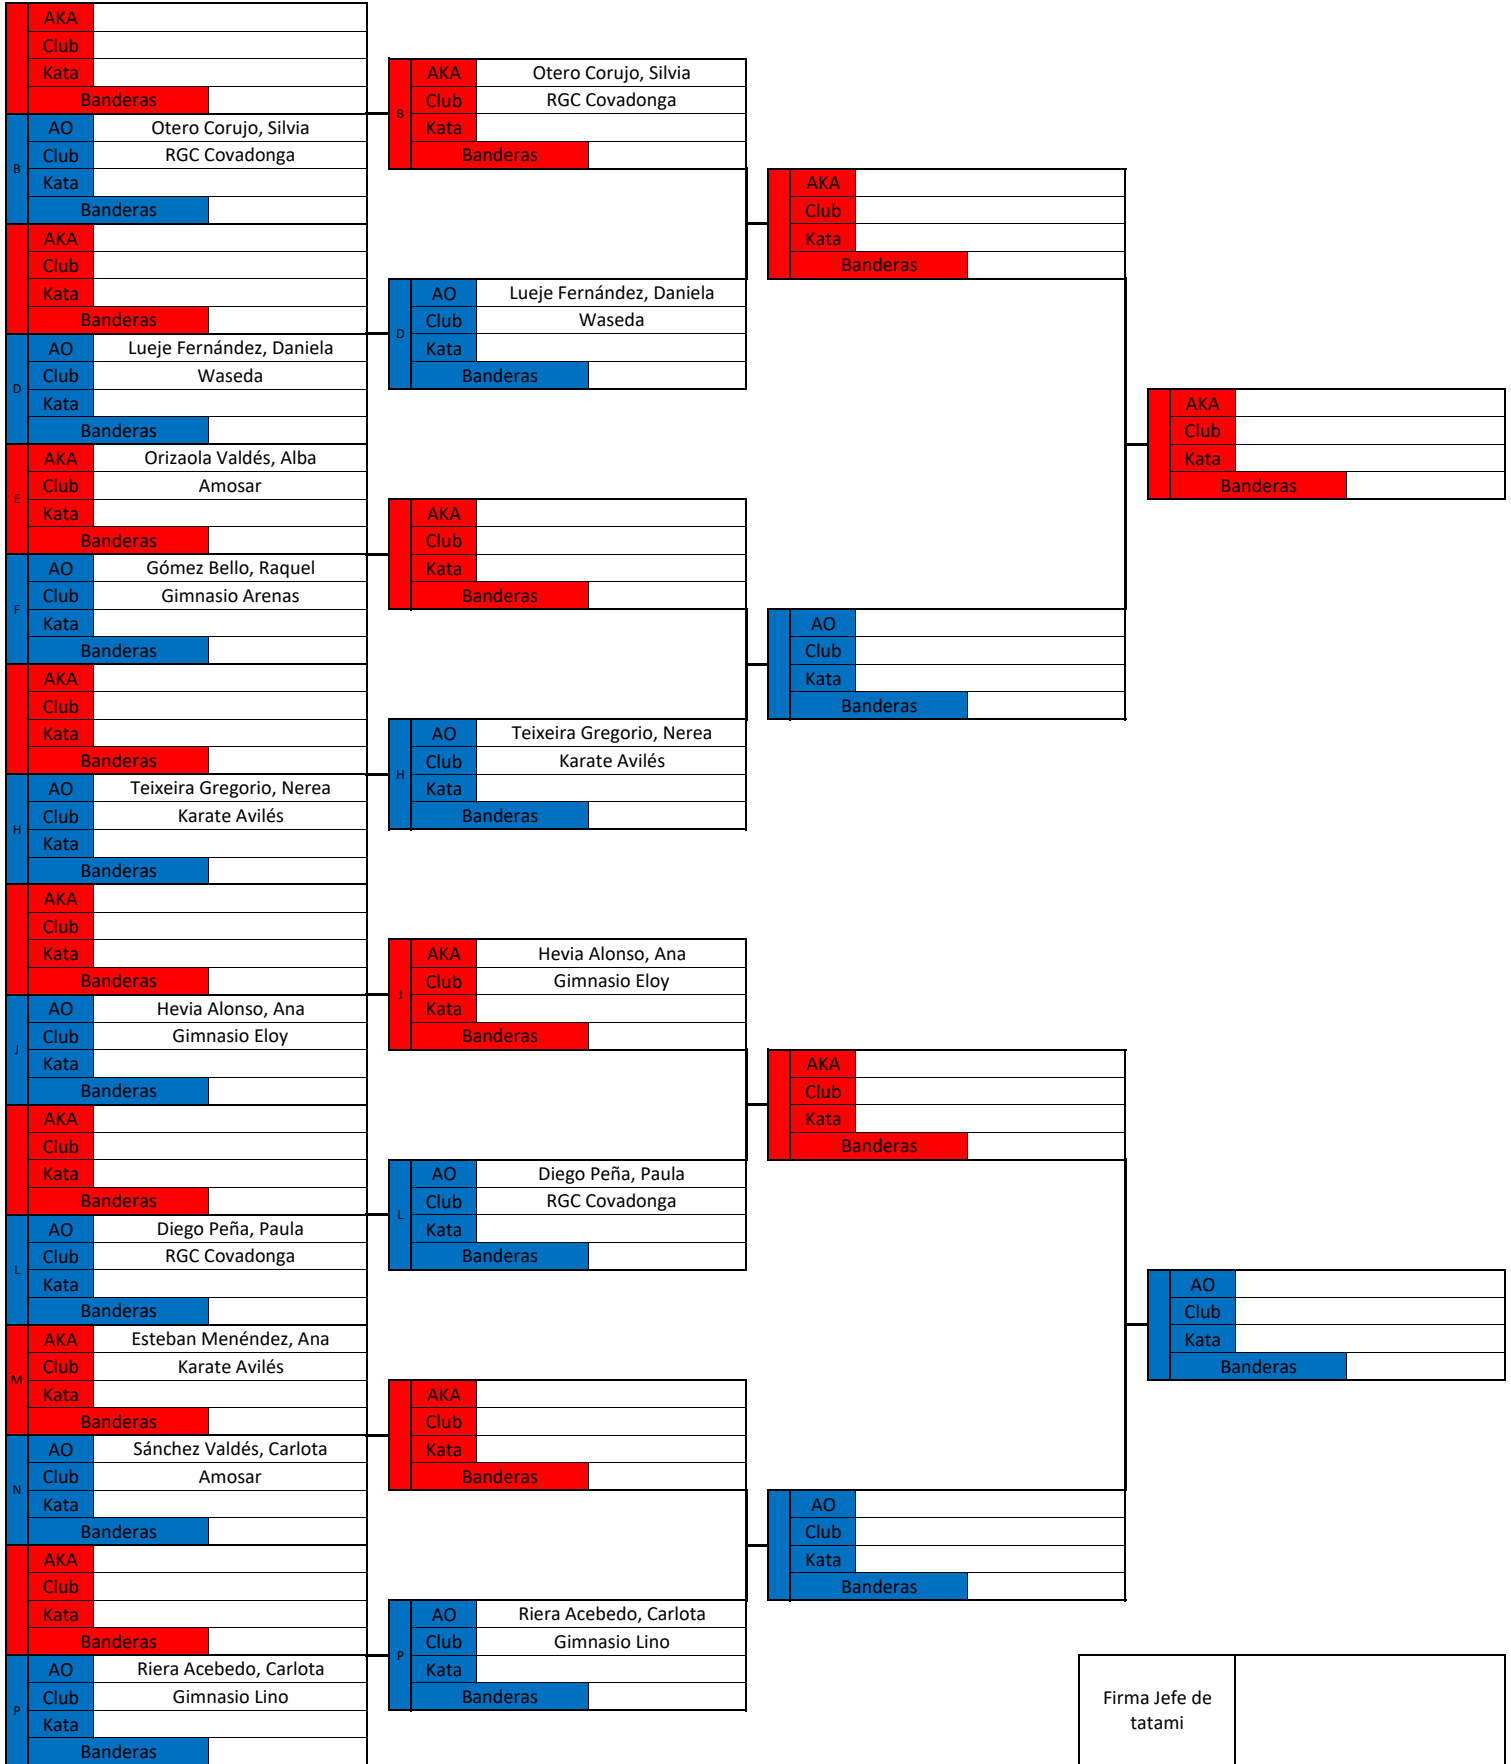 AKA
Club
Kata
Banderas
B
AO Otero Corujo, Silvia
Club RGC Covadonga
Kata
Banderas
AKA
Club
Kata
Banderas
D
AO Lueje Fernández, Daniela
Club Waseda
Kata
Banderas
E
AKA Orizaola Valdés, Alba
Club Amosar
Kata
Banderas
F
AO Gómez Bello, Raquel
Club Gimnasio Arenas
Kata
Banderas
AKA
Club
Kata
Banderas
H
AO Teixeira Gregorio, Nerea
Club Karate Avilés
Kata
Banderas
AKA
Club
Kata
Banderas
J
AO Hevia Alonso, Ana
Club Gimnasio Eloy
Kata
Banderas
AKA
Club
Kata
Banderas
L
AO Diego Peña, Paula
Club RGC Covadonga
Kata
Banderas
M
AKA Esteban Menéndez, Ana
Club Karate Avilés
Kata
Banderas
N
AO Sánchez Valdés, Carlota
Club Amosar
Kata
Banderas
AKA
Club
Kata
Banderas
P
AO Riera Acebedo, Carlota
Club Gimnasio Lino
Kata
Banderas
B
AKA Otero Corujo, Silvia
Club RGC Covadonga
Kata
Banderas
D
AO Lueje Fernández, Daniela
Club Waseda
Kata
Banderas
AKA
Club
Kata
Banderas
H
AO Teixeira Gregorio, Nerea
Club Karate Avilés
Kata
Banderas
J
AKA Hevia Alonso, Ana
Club Gimnasio Eloy
Kata
Banderas
L
AO Diego Peña, Paula
Club RGC Covadonga
Kata
Banderas
AKA
Club
Kata
Banderas
P
AO Riera Acebedo, Carlota
Club Gimnasio Lino
Kata
Banderas
AKA
Club
Kata
Banderas
AO
Club
Kata
Banderas
AKA
Club
Kata
Banderas
AO
Club
Kata
Banderas
AKA
Club
Kata
Banderas
AO
Club
Kata
Banderas
Firma Jefe de
tatami